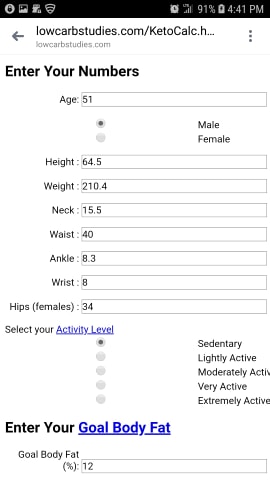 91% 4:41 PM
lowcarbstudies.com/KetoCalc.h...
lowcarbstudies.com
Enter Your Numbers
Age: 51
Male
Female
Height : 64.5
Weight : 210.4
Neck : 15.5
Waist : 40
Ankle : 8.3
Wrist : 8
Hips (females) : 34
Select your Activity Level
Sedentary
Lightly Active
Moderately Activ
Very Active
Extremely Active
Enter Your Goal Body Fat
Goal Body Fat
(%): 12